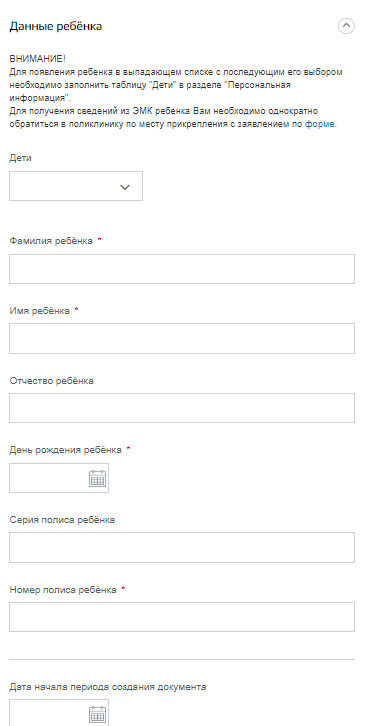 Данные ребёнка
ВНИМАНИЕ!
Для появления ребенка в выпадающем списке с последующим его выбором
необходимо заполнить таблицу "Дети" в разделе "Персональная
информация".
Для получения сведений из ЭМК ребенка Вам необходимо однократно
обратиться в поликлинику по месту прикрепления с заявлением по форме.
Дети
Фамилия ребёнка *
Имя ребёнка *
Отчество ребёнка
День рождения ребёнка *
Серия полиса ребёнка
Номер полиса ребёнка *
Дата начала периода создания документа